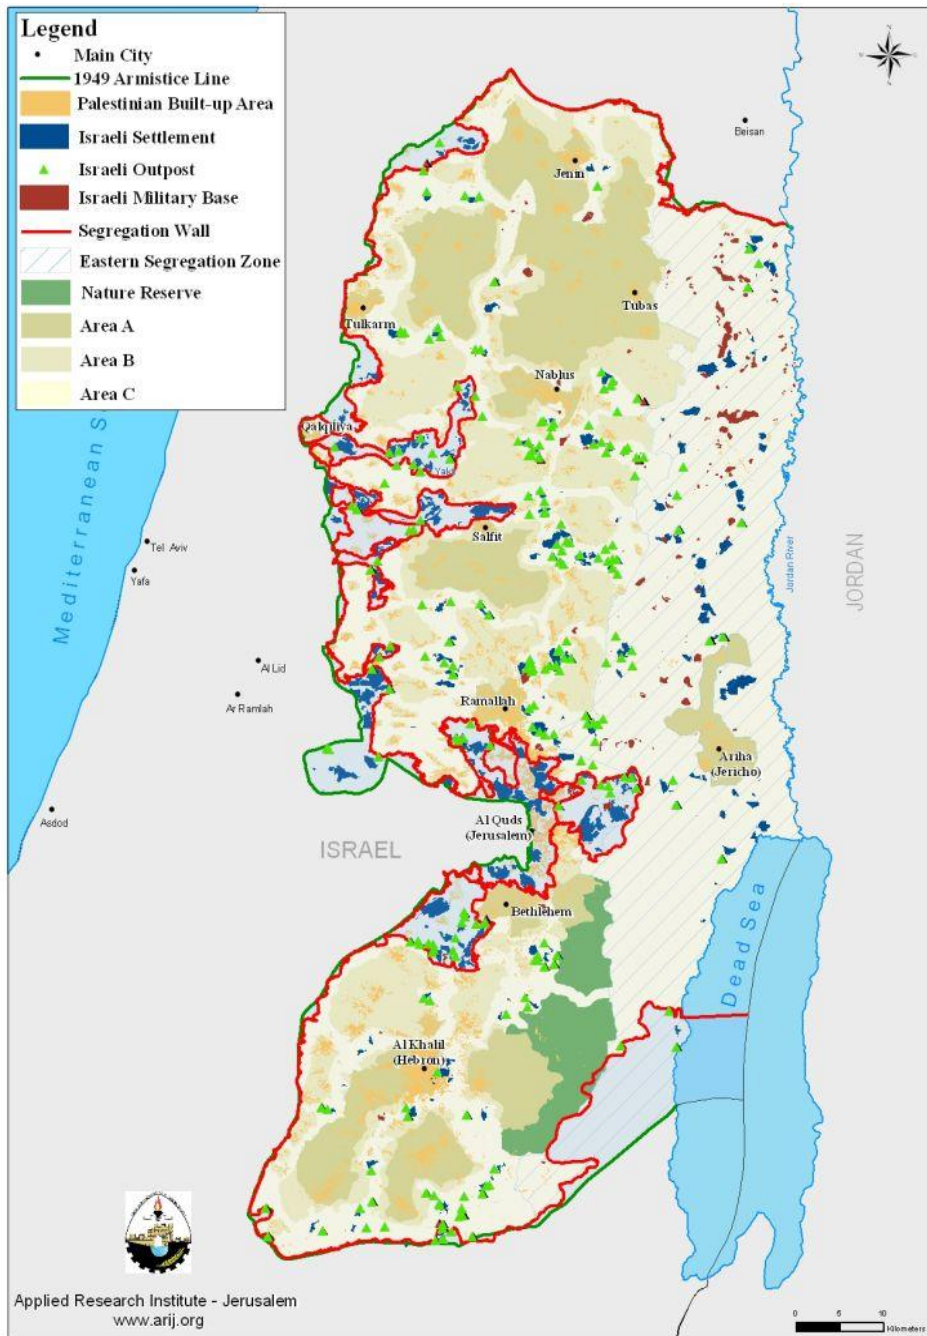 Legend
Main City
1949 Armistice Line
Palestinian Built-up Area
Israeli Settlement
Israeli Outpost
Israeli Military Base
Segregation Wall
Eastern Segregation Zone
Nature Reserve
Area A
Area B
Area C
Beisan
Jenin
Tubas
Tulkarm
Nablus
Qalqiliya
Mediterranean S
Salfit
Tel Aviv
Yafa
Jordan River
JORDAN
Al Lid
Ar Ramlah
Ramallah
Ariha
(Jericho)
Asdod
Al Quds
(Jerusalem)
ISRAEL
Bethlehem
Dead Sea
Al Khalil
(Hebron)
Applied Research Institute - Jerusalem
www.arij.org
0 5 10
Kilometers